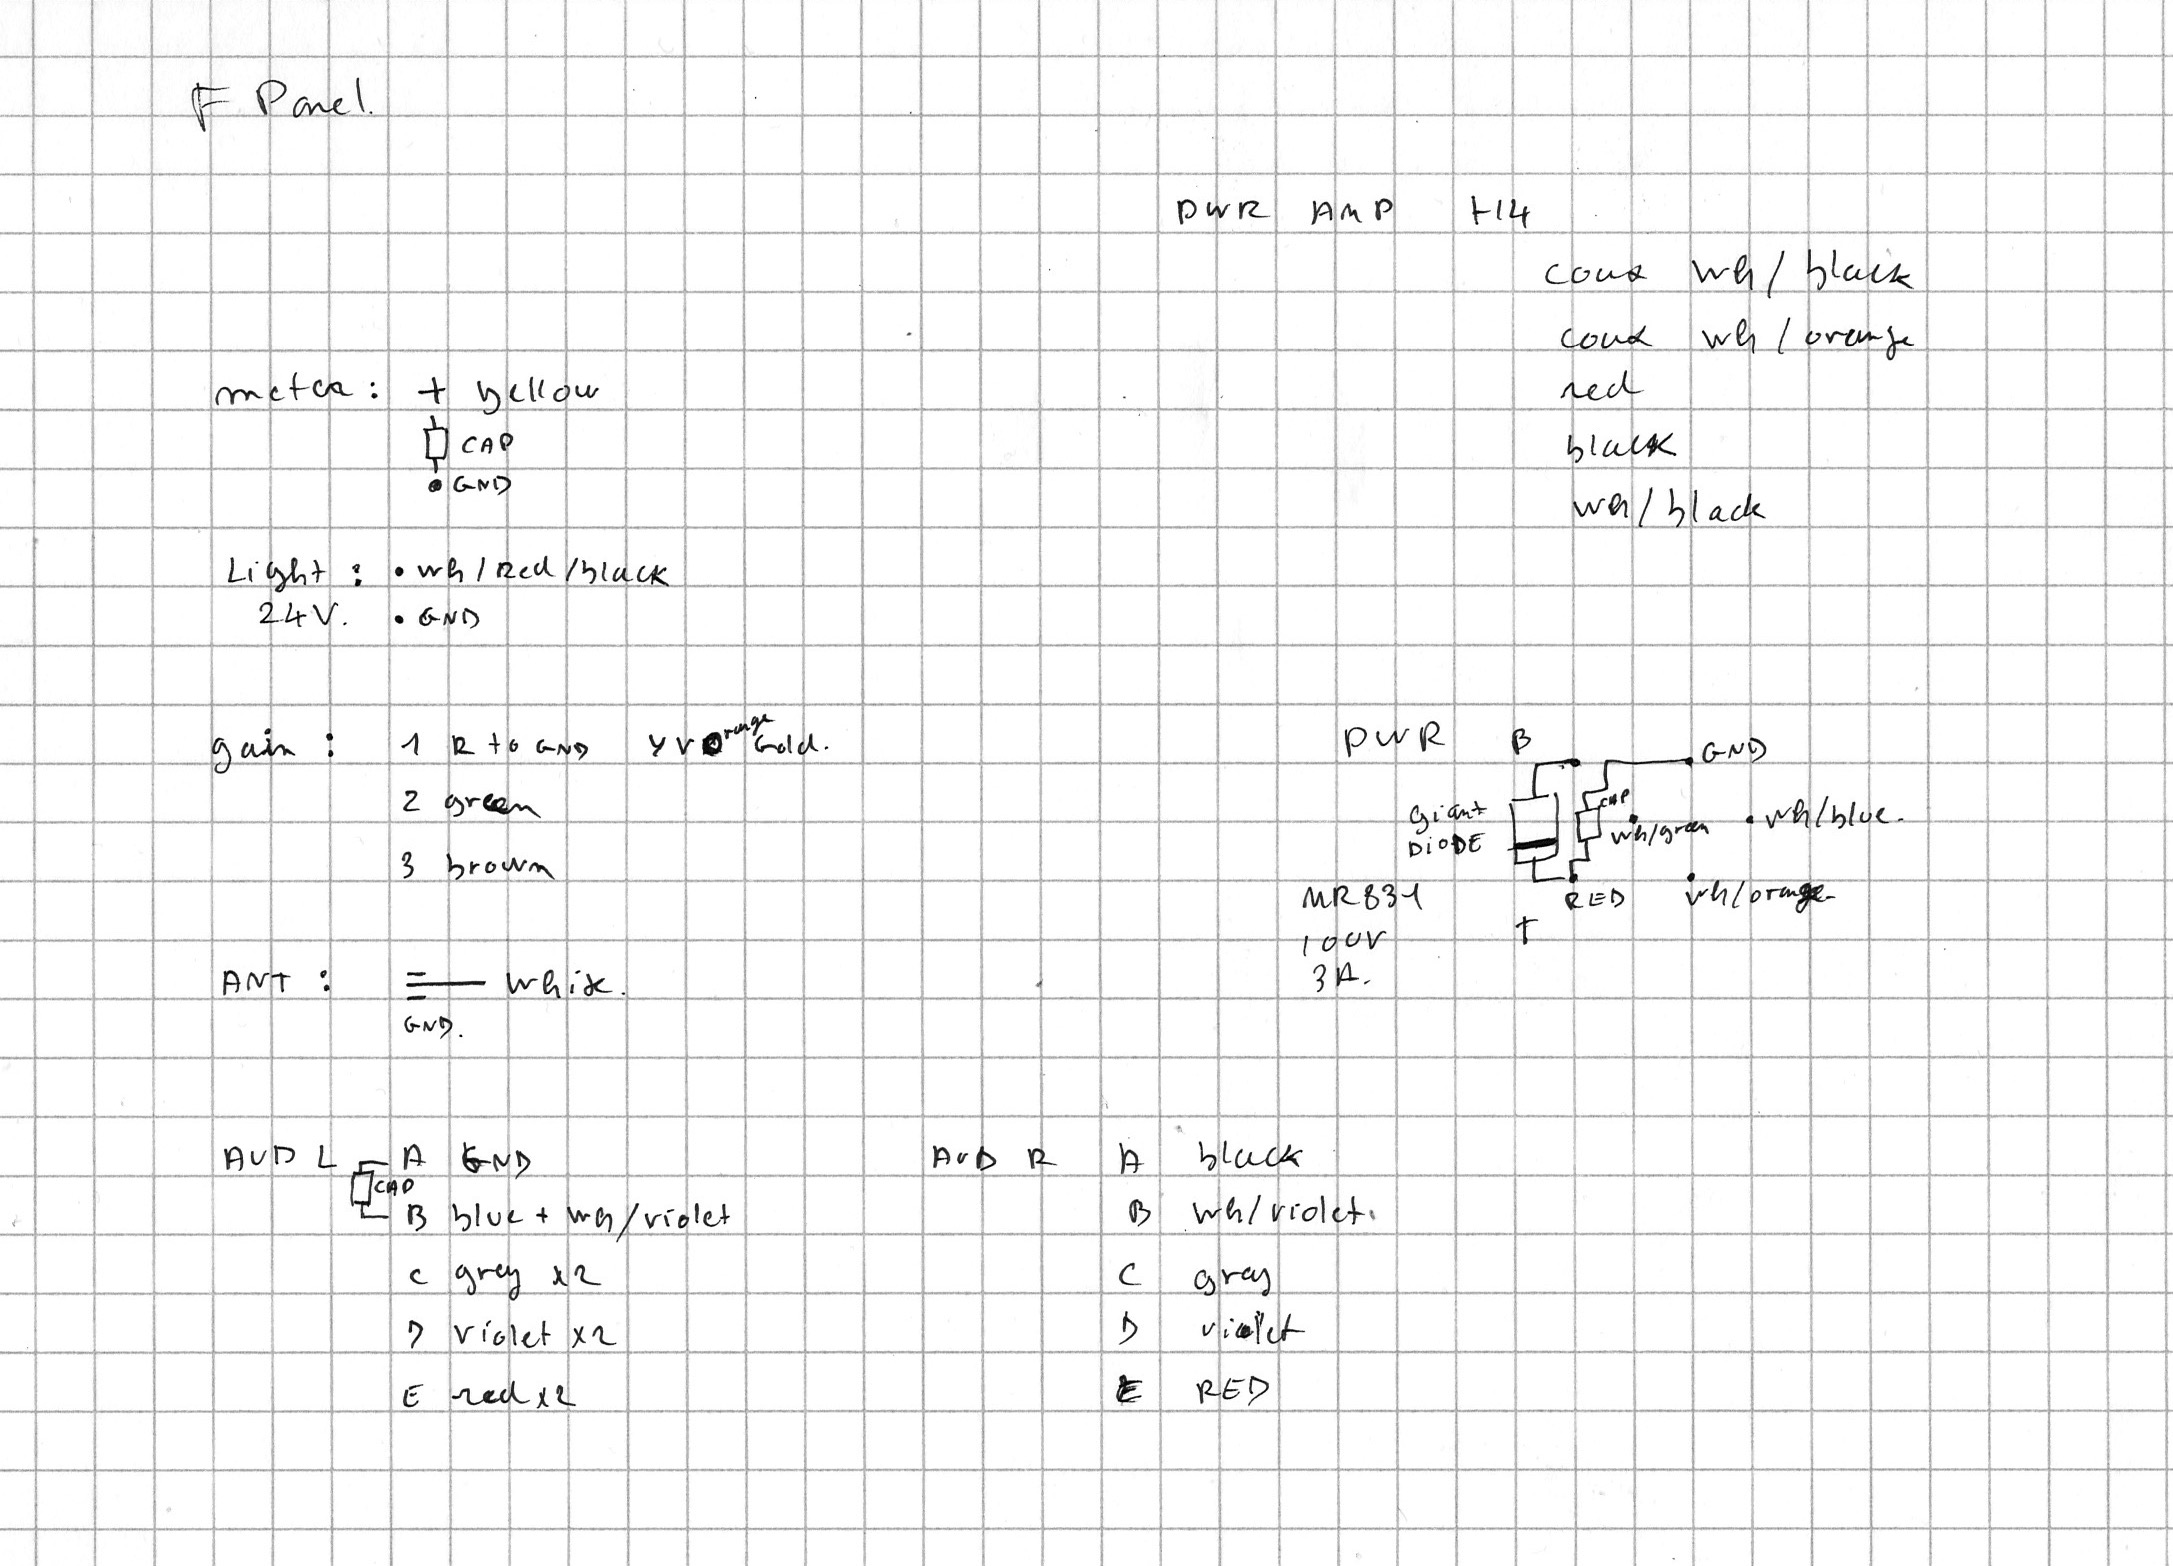 F Panel.
PWR AMP +14
coax wh/black
coax wh/orange
red
black
wh/black
meter: + yellow
CAP
GND
Light: • wh/Red/black
24V. • GND
gain: 1 R to GND Y V Orange Gold.
2 green
3 brown
PWR B GND
Giant DiODE CAP wh/green • wh/blue.
RED wh/orange
MR831 +
100V
3A.
ANT: white.
GND.
AUD L A GND
CAP
B blue + wh/violet
C grey x2
D violet x2
E red x2
AUD R A black
B wh/violet.
C gray
D violet
E RED